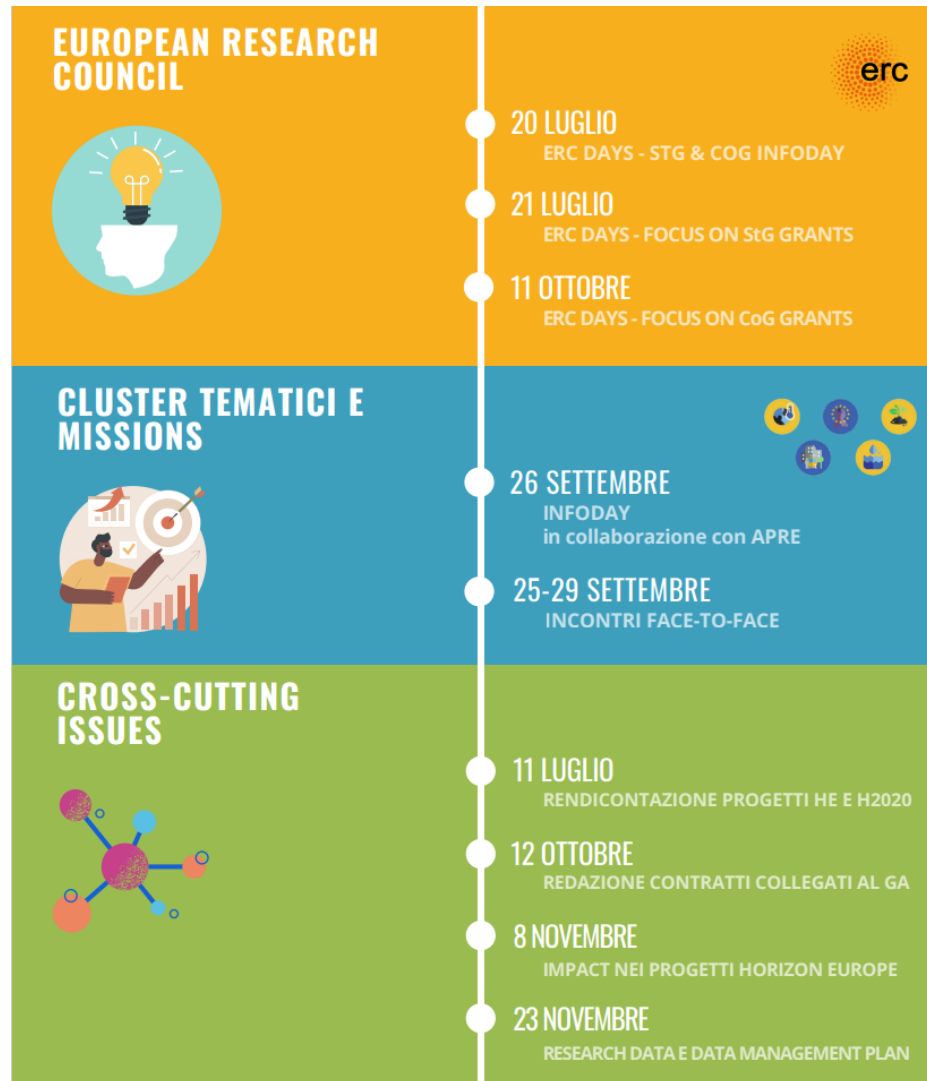 EUROPEAN RESEARCH
COUNCIL
erc
20 LUGLIO
ERC DAYS - STG & COG INFODAY
21 LUGLIO
ERC DAYS - FOCUS ON StG GRANTS
11 OTTOBRE
ERC DAYS - FOCUS ON CoG GRANTS
CLUSTER TEMATICI E
MISSIONS
26 SETTEMBRE
INFODAY
in collaborazione con APRE
25-29 SETTEMBRE
INCONTRI FACE-TO-FACE
CROSS-CUTTING
ISSUES
11 LUGLIO
RENDICONTAZIONE PROGETTI HE E H2020
12 OTTOBRE
REDAZIONE CONTRATTI COLLEGATI AL GA
8 NOVEMBRE
IMPACT NEI PROGETTI HORIZON EUROPE
23 NOVEMBRE
RESEARCH DATA E DATA MANAGEMENT PLAN